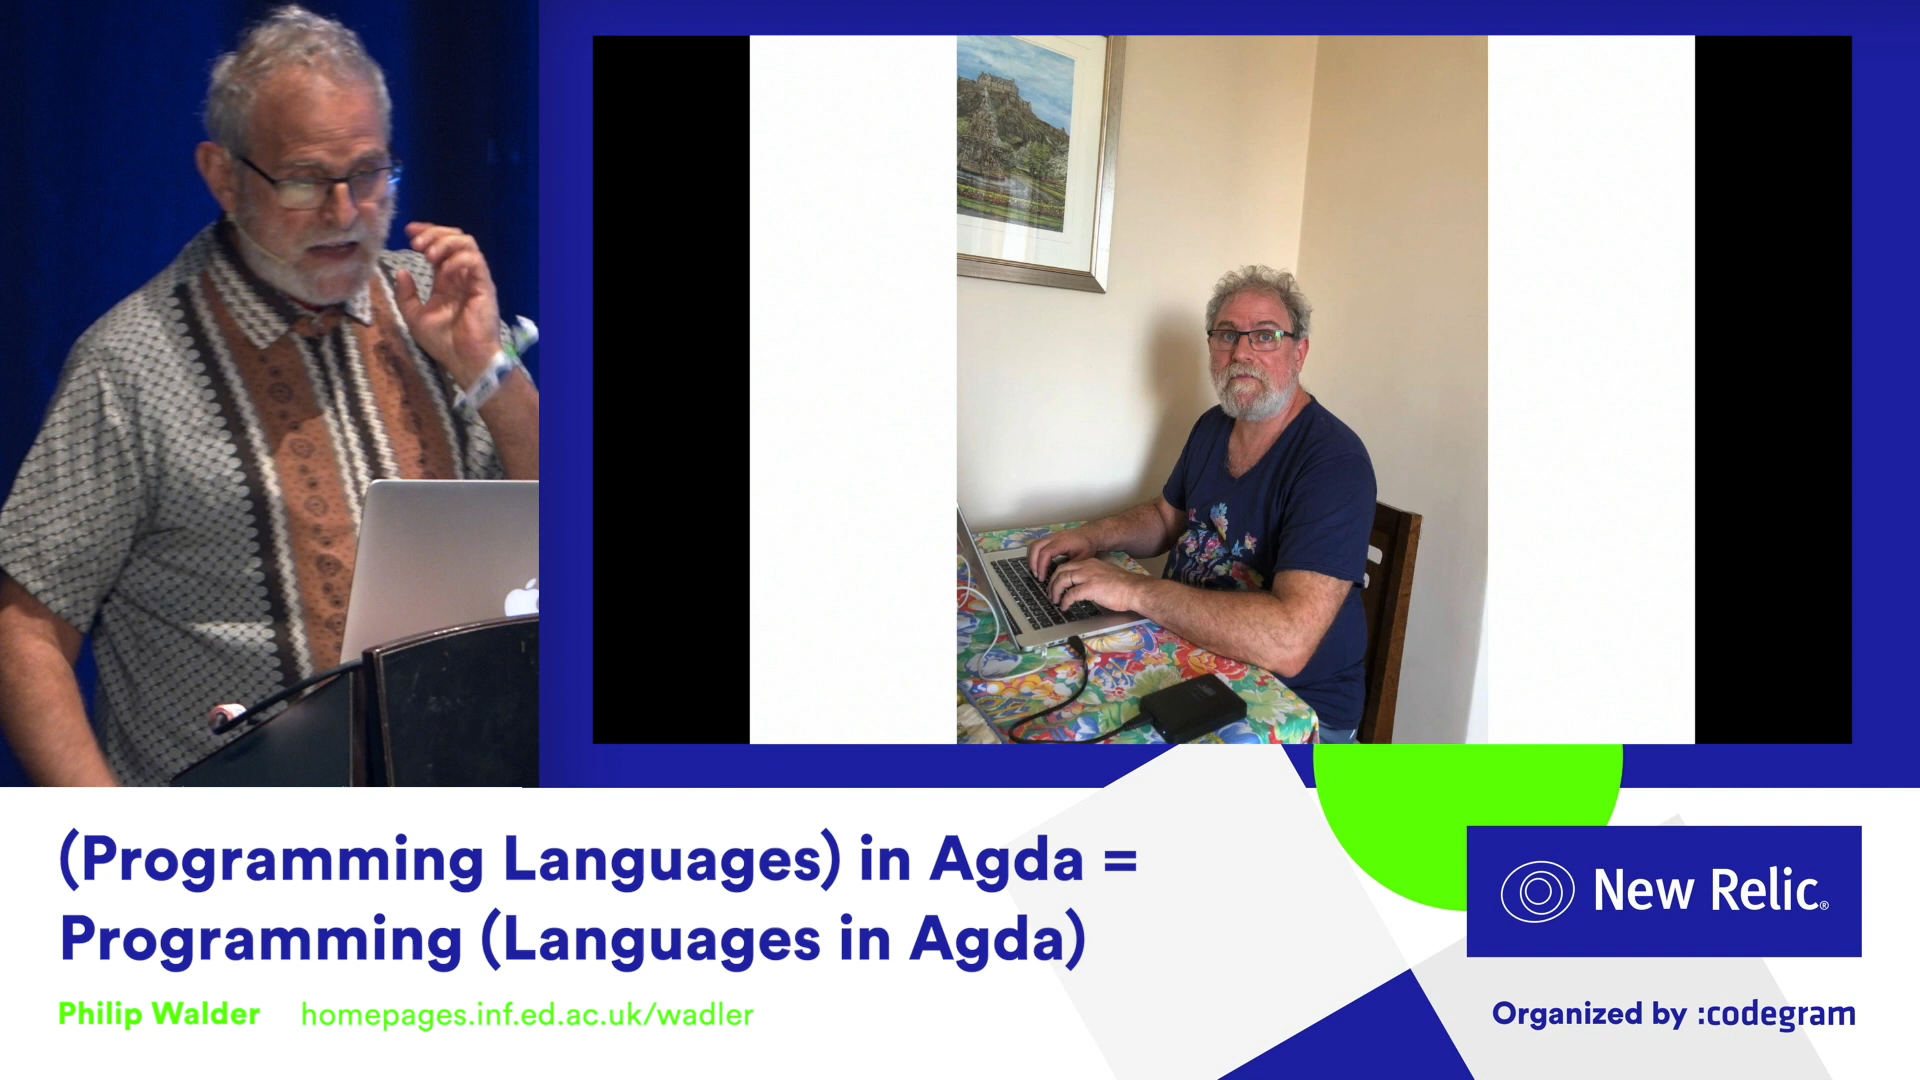 (Programming Languages) in Agda =
Programming (Languages in Agda)
Philip Walder homepages.inf.ed.ac.uk/wadler
New Relic®
Organized by :codegram